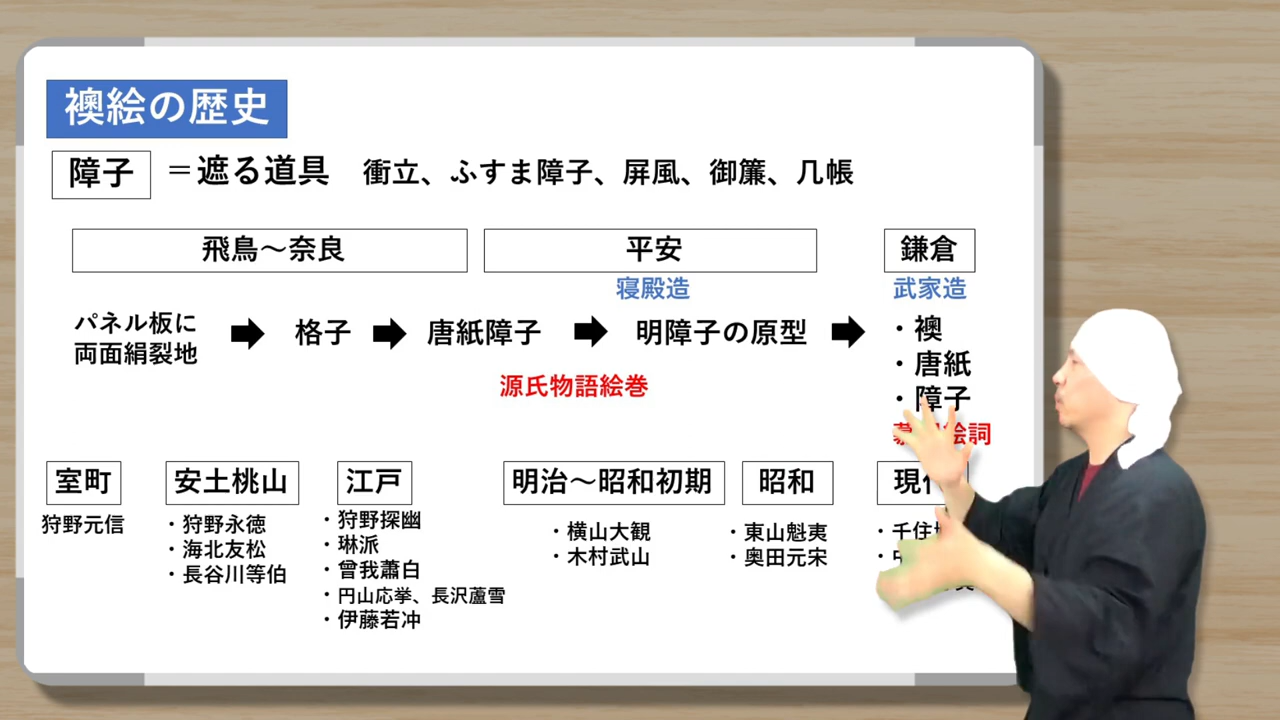 襖絵の歴史
障子 ＝遮る道具 衝立、ふすま障子、屏風、御簾、几帳
飛鳥～奈良 平安 鎌倉
寝殿造 武家造
パネル板に
両面絹裂地
格子 唐紙障子 明障子の原型
・襖
・唐紙
・障子
源氏物語絵巻
絵詞
室町 安土桃山 江戸 明治～昭和初期 昭和
狩野元信
・狩野永徳
・海北友松
・長谷川等伯
・狩野探幽
・琳派
・曾我蕭白
・円山応挙、長沢蘆雪
・伊藤若冲
・横山大観
・木村武山
・東山魁夷
・奥田元宋
・千住